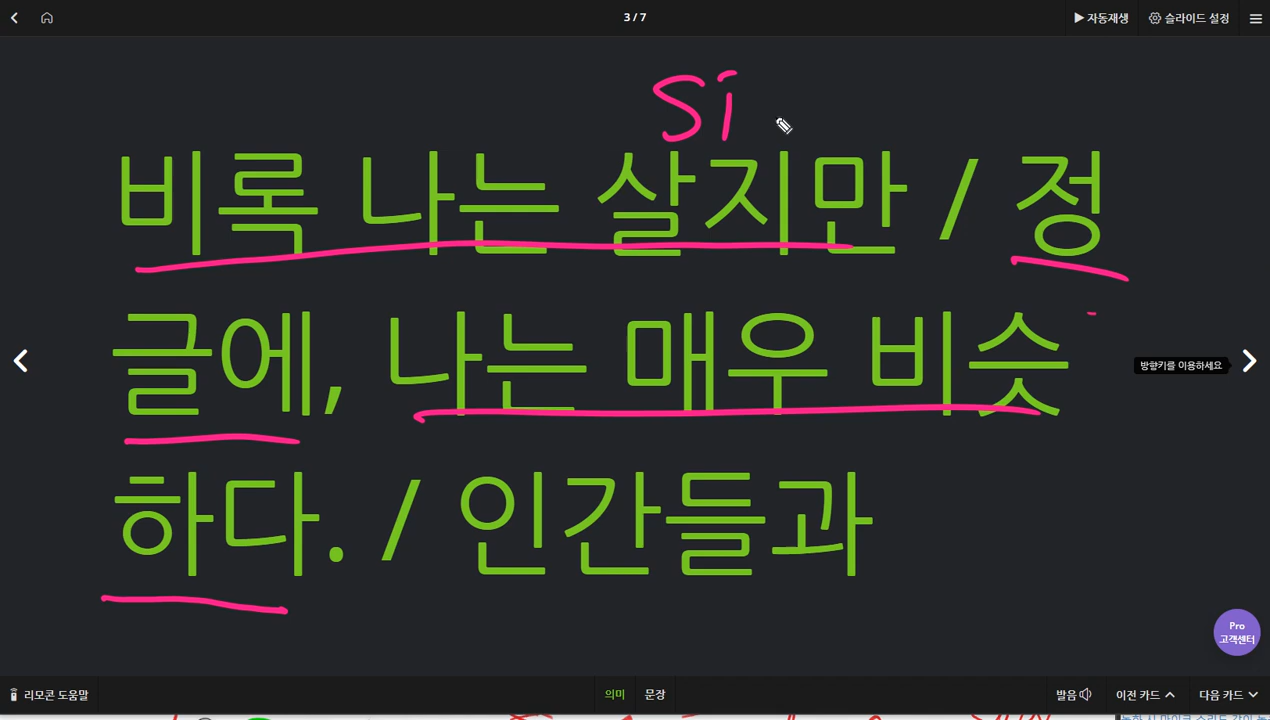 3 / 7
▶ 자동재생
슬라이드 설정
si
비록 나는 살지만 / 정
글에, 나는 매우 비슷
하다. / 인간들과
방향키를 이용하세요
Pro
고객센터
리모콘 도움말
의미
문장
발음
이전 카드
다음 카드